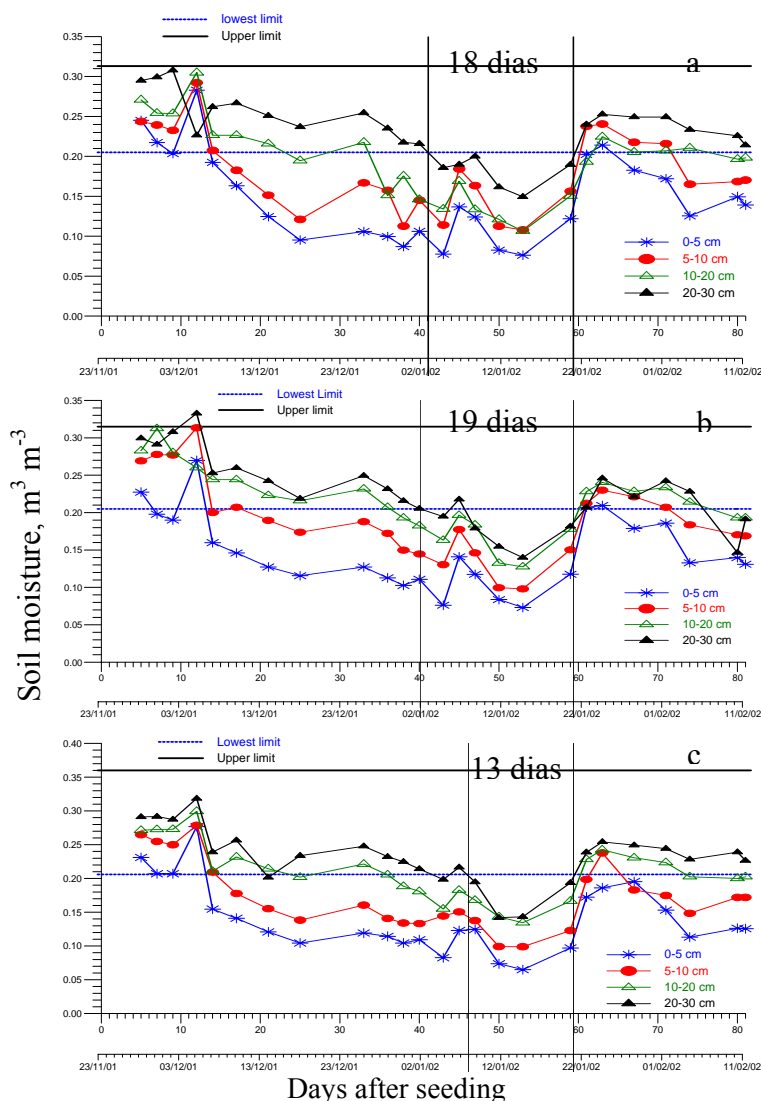 lowest limit
Upper limit
0.35
0.30
0.25
0.20
0.15
0.10
0.05
0.00
18 dias
a
0-5 cm
5-10 cm
10-20 cm
20-30 cm
0 10 20 30 40 50 60 70 80
23/11/01 03/12/01 13/12/01 23/12/01 02/01/02 12/01/02 22/01/02 01/02/02 11/02/02
Lowest Limit
Upper limit
0.35
0.30
0.25
0.20
0.15
0.10
0.05
0.00
19 dias
b
0-5 cm
5-10 cm
10-20 cm
20-30 cm
0 10 20 30 40 50 60 70 80
23/11/01 03/12/01 13/12/01 23/12/01 02/01/02 12/01/02 22/01/02 01/02/02 11/02/02
Soil moisture, m³ m⁻³
Lowest limit
Upper limit
0.40
0.35
0.30
0.25
0.20
0.15
0.10
0.05
0.00
13 dias
c
0-5 cm
5-10 cm
10-20 cm
20-30 cm
0 10 20 30 40 50 60 70 80
23/11/01 03/12/01 13/12/01 23/12/01 02/01/02 12/01/02 22/01/02 01/02/02 11/02/02
Days after seeding